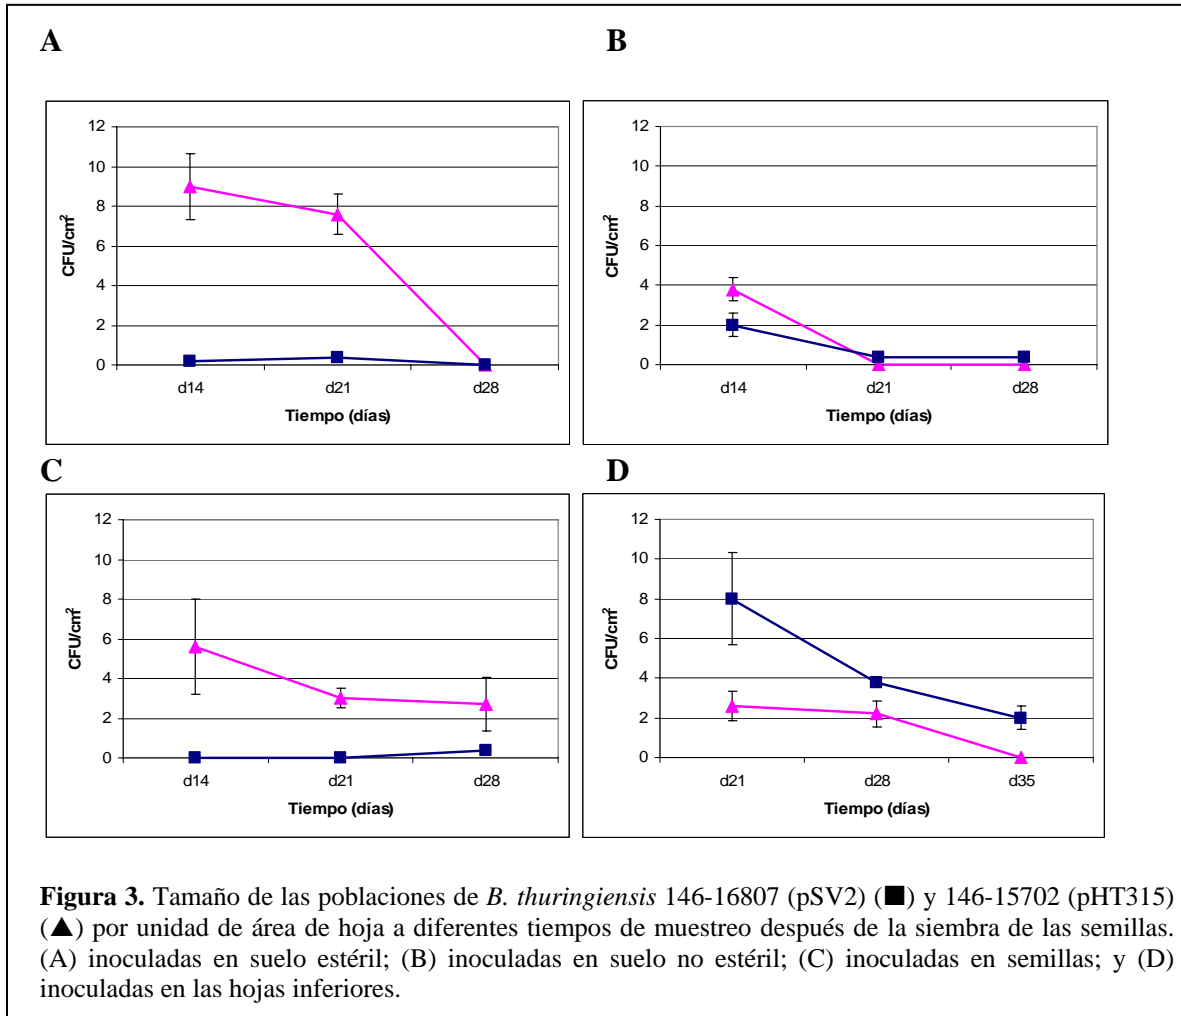 A
B
12
10
8
6
4
2
0
CFU/cm²
d14 d21 d28
Tiempo (días)
12
10
8
6
4
2
0
CFU/cm²
d14 d21 d28
Tiempo (días)
C
D
12
10
8
6
4
2
0
CFU/cm²
d14 d21 d28
Tiempo (días)
12
10
8
6
4
2
0
CFU/cm²
d21 d28 d35
Tiempo (días)
Figura 3. Tamaño de las poblaciones de B. thuringiensis 146-16807 (pSV2) (■) y 146-15702 (pHT315)
(▲) por unidad de área de hoja a diferentes tiempos de muestreo después de la siembra de las semillas.
(A) inoculadas en suelo estéril; (B) inoculadas en suelo no estéril; (C) inoculadas en semillas; y (D)
inoculadas en las hojas inferiores.